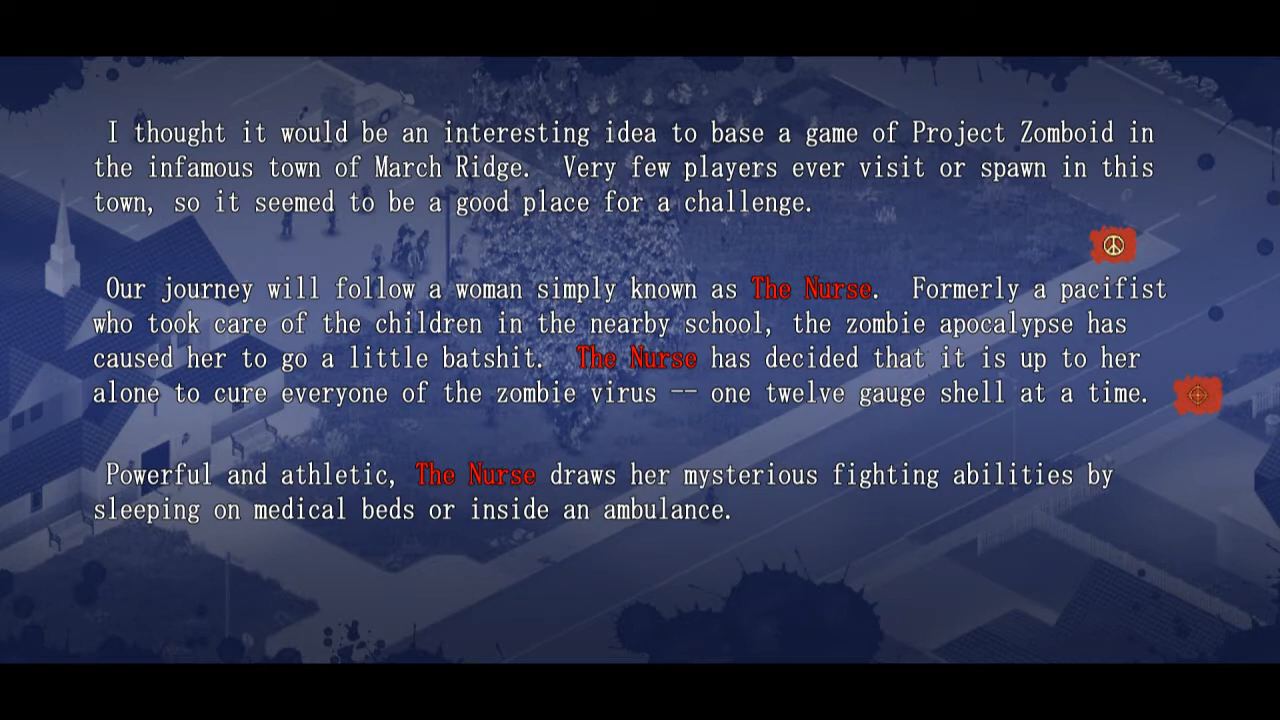 I thought it would be an interesting idea to base a game of Project Zomboid in
the infamous town of March Ridge.  Very few players ever visit or spawn in this
town, so it seemed to be a good place for a challenge.
Our journey will follow a woman simply known as The Nurse.  Formerly a pacifist
who took care of the children in the nearby school, the zombie apocalypse has
caused her to go a little batshit.  The Nurse has decided that it is up to her
alone to cure everyone of the zombie virus -- one twelve gauge shell at a time.
Powerful and athletic, The Nurse draws her mysterious fighting abilities by
sleeping on medical beds or inside an ambulance.